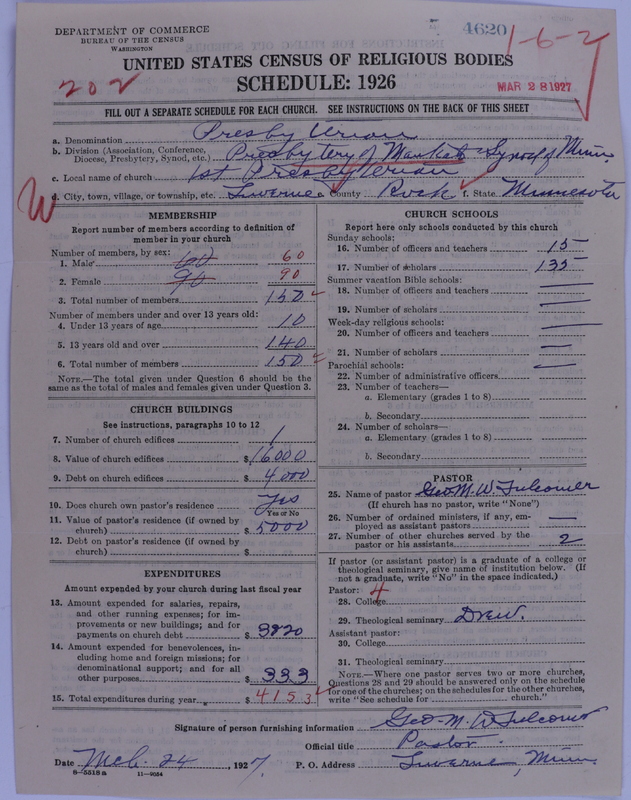 DEPARTMENT OF COMMERCE
BUREAU OF THE CENSUS
WASHINGTON
4620
1-6-2
202
UNITED STATES CENSUS OF RELIGIOUS BODIES
SCHEDULE: 1926
MAR 28 1927
FILL OUT A SEPARATE SCHEDULE FOR EACH CHURCH. SEE INSTRUCTIONS ON THE BACK OF THIS SHEET
a. Denomination Presbyterian
b. Division (Association, Conference, Diocese, Presbytery, Synod, etc.) Presbytery of Mankato Synod of Minn
c. Local name of church 1st Presbyterian
d. City, town, village, or township, etc. Luverne e. County Rock f. State Minnesota
W
MEMBERSHIP
Report number of members according to definition of
member in your church
Number of members, by sex:
1. Male 60 60
2. Female 90 90
3. Total number of members 150
Number of members under and over 13 years old:
4. Under 13 years of age 10
5. 13 years old and over 140
6. Total number of members 150
NOTE.—The total given under Question 6 should be the
same as the total of males and females given under Question 3.
CHURCH BUILDINGS
See instructions, paragraphs 10 to 12
7. Number of church edifices 1
8. Value of church edifices $16000
9. Debt on church edifices $4000
10. Does church own pastor's residence Yes
Yes or No
11. Value of pastor's residence (if owned by
church) $5000
12. Debt on pastor's residence (if owned by
church) $
EXPENDITURES
Amount expended by your church during last fiscal year
13. Amount expended for salaries, repairs,
and other running expenses; for im-
provements or new buildings; and for
payments on church debt $3820
14. Amount expended for benevolences, in-
cluding home and foreign missions; for
denominational support; and for all
other purposes $333
15. Total expenditures during year $4153
CHURCH SCHOOLS
Report here only schools conducted by this church
Sunday schools:
16. Number of officers and teachers 15
17. Number of scholars 135
Summer vacation Bible schools:
18. Number of officers and teachers —
19. Number of scholars —
Week-day religious schools:
20. Number of officers and teachers —
21. Number of scholars —
Parochial schools: —
22. Number of administrative officers
23. Number of teachers—
a. Elementary (grades 1 to 8)
b. Secondary
24. Number of scholars—
a. Elementary (grades 1 to 8)
b. Secondary
PASTOR
25. Name of pastor Geo. M. W. Fulcomer
(If church has no pastor, write "None")
26. Number of ordained ministers, if any, em-
ployed as assistant pastors —
27. Number of other churches served by the
pastor or his assistants 2
If pastor (or assistant pastor) is a graduate of a college or
theological seminary, give name of institution below. (If
not a graduate, write "No" in the space indicated.)
Pastor: 4
28. College
29. Theological seminary Drew.
Assistant pastor:
30. College
31. Theological seminary
NOTE.—Where one pastor serves two or more churches,
Questions 28 and 29 should be answered only on the schedule
for one of the churches; on the schedules for the other churches,
write "See schedule for church."
Signature of person furnishing information Geo. M. W. Fulcomer
Official title Pastor.
Date Mch. 24, 1927. P. O. Address Luverne, Minn.
8—5518a 11—9054